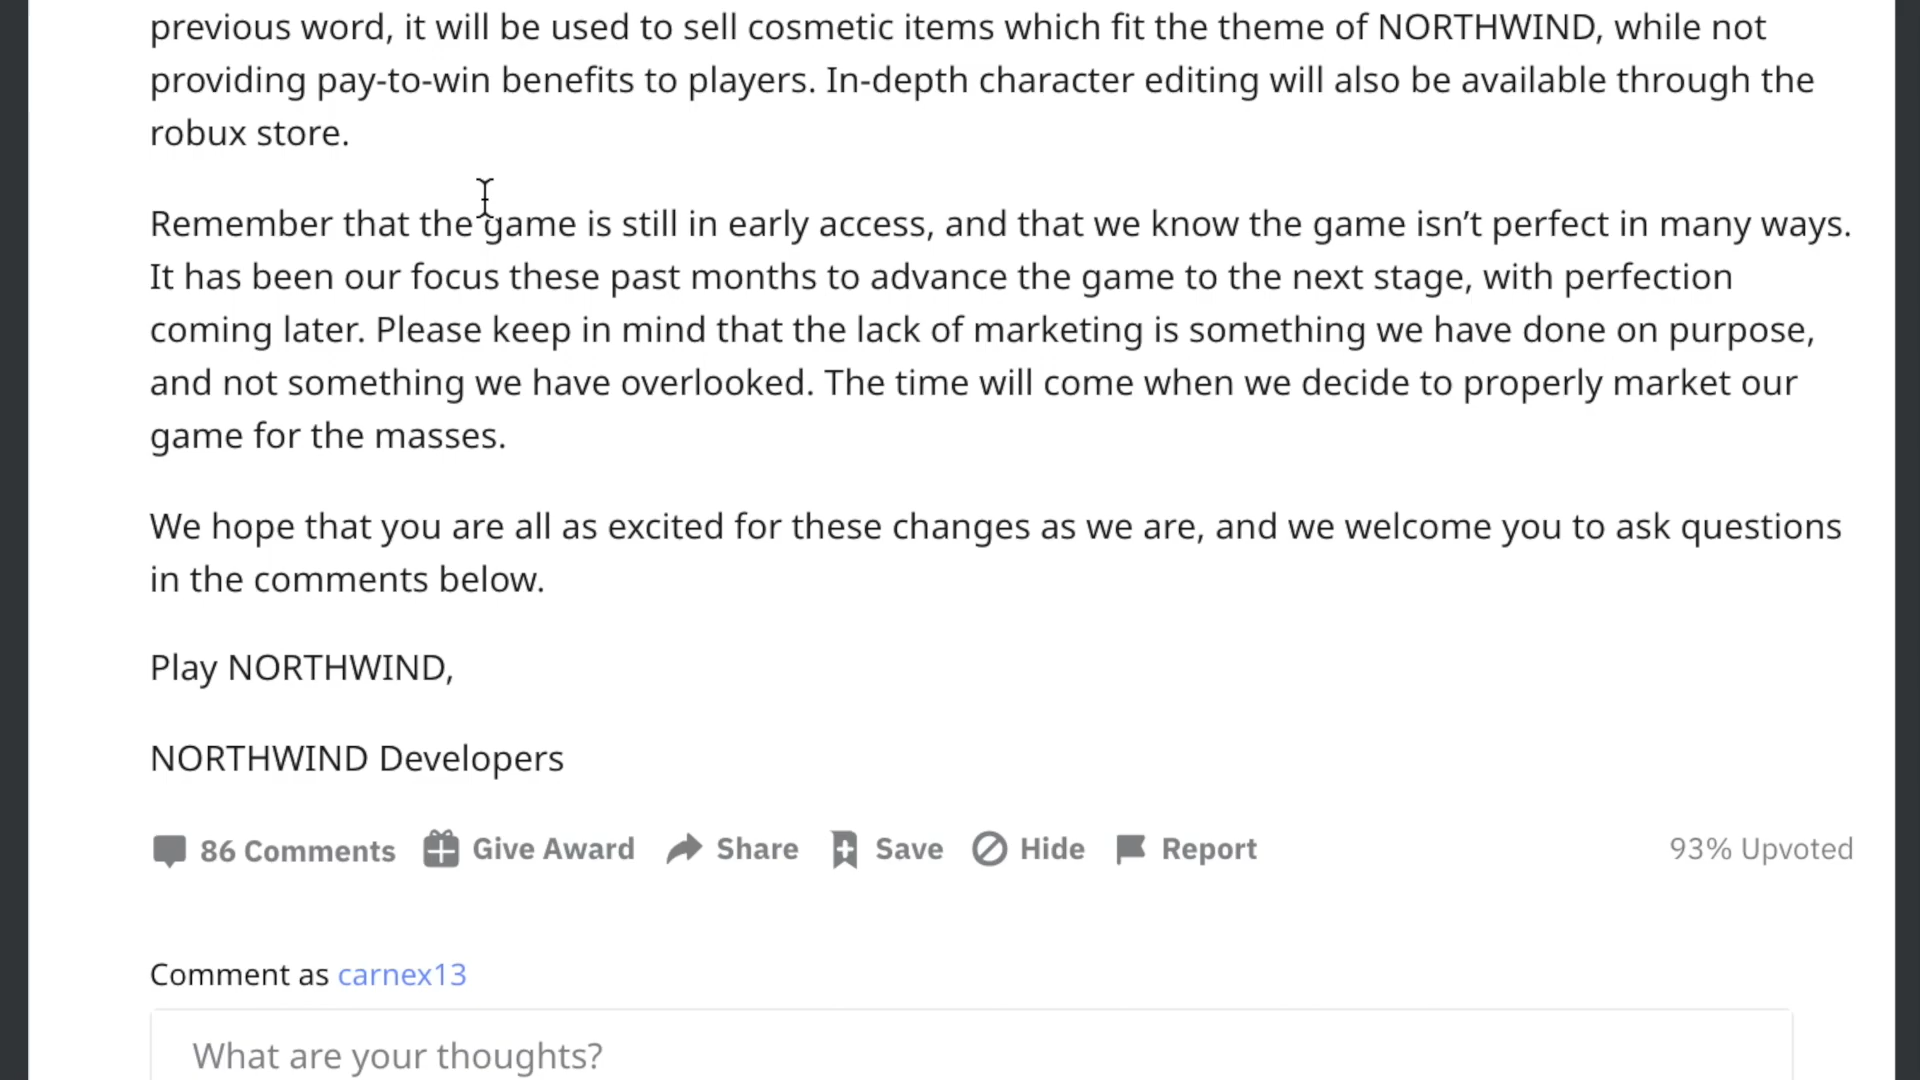 previous word, it will be used to sell cosmetic items which fit the theme of NORTHWIND, while not
providing pay-to-win benefits to players. In-depth character editing will also be available through the
robux store.
Remember that the game is still in early access, and that we know the game isn’t perfect in many ways.
It has been our focus these past months to advance the game to the next stage, with perfection
coming later. Please keep in mind that the lack of marketing is something we have done on purpose,
and not something we have overlooked. The time will come when we decide to properly market our
game for the masses.
We hope that you are all as excited for these changes as we are, and we welcome you to ask questions
in the comments below.
Play NORTHWIND,
NORTHWIND Developers
86 Comments Give Award Share Save Hide Report 93% Upvoted
Comment as carnex13
What are your thoughts?